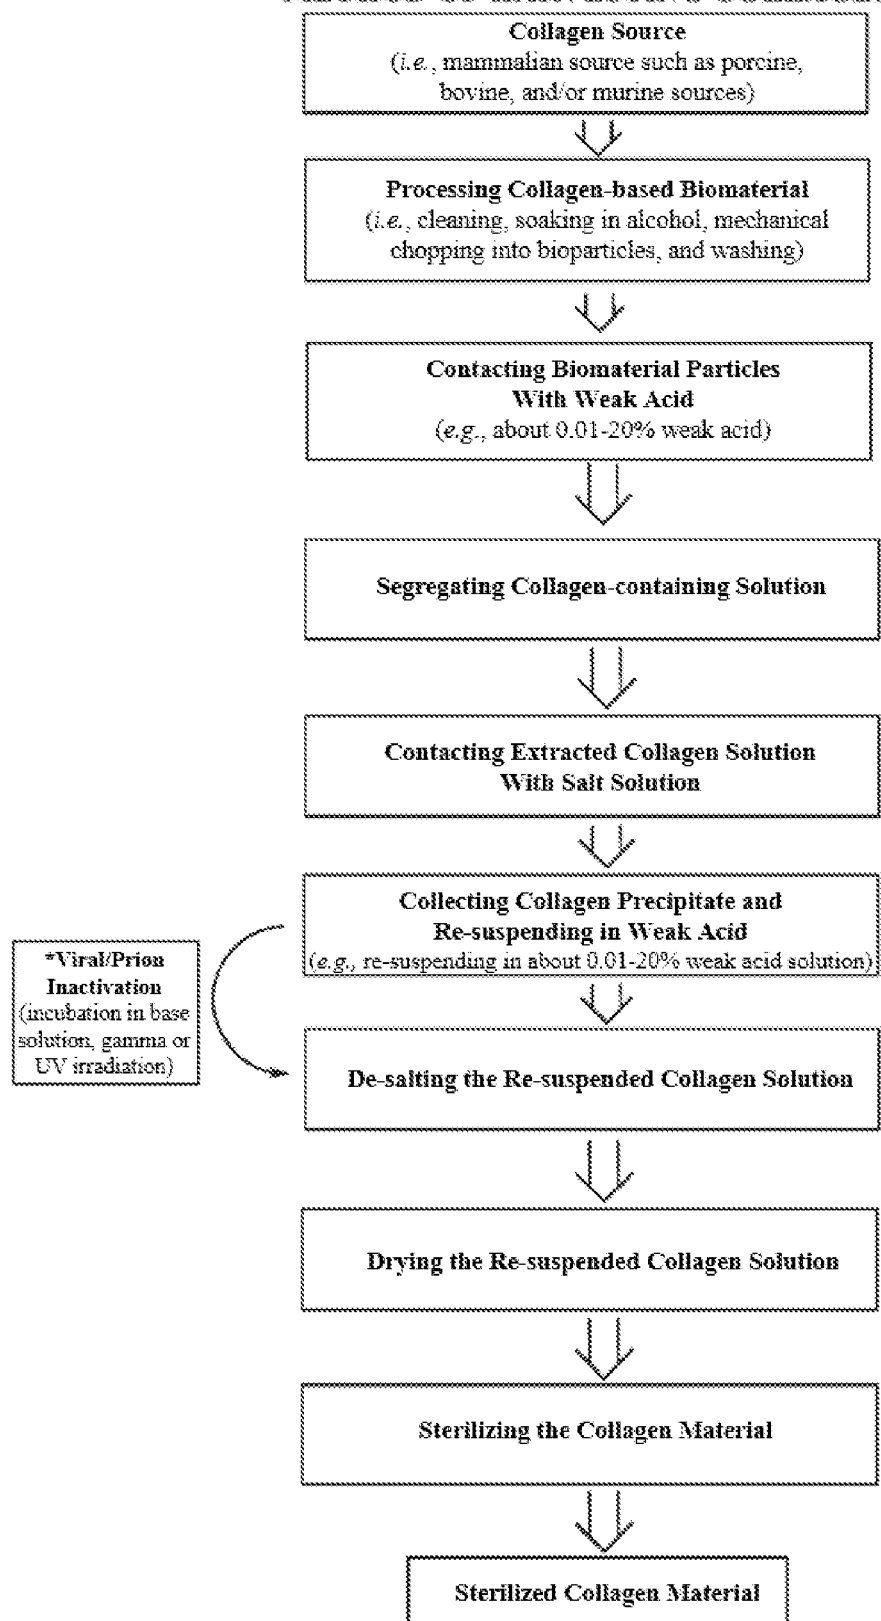 Collagen Source
(i.e., mammalian source such as porcine,
bovine, and/or murine sources)
Processing Collagen-based Biomaterial
(i.e., cleaning, soaking in alcohol, mechanical
chopping into bioparticles, and washing)
Contacting Biomaterial Particles
With Weak Acid
(e.g., about 0.01-20% weak acid)
Segregating Collagen-containing Solution
Contacting Extracted Collagen Solution
With Salt Solution
Collecting Collagen Precipitate and
Re-suspending in Weak Acid
(e.g., re-suspending in about 0.01-20% weak acid solution)
*Viral/Prion
Inactivation
(incubation in base
solution, gamma or
UV irradiation)
De-salting the Re-suspended Collagen Solution
Drying the Re-suspended Collagen Solution
Sterilizing the Collagen Material
Sterilized Collagen Material